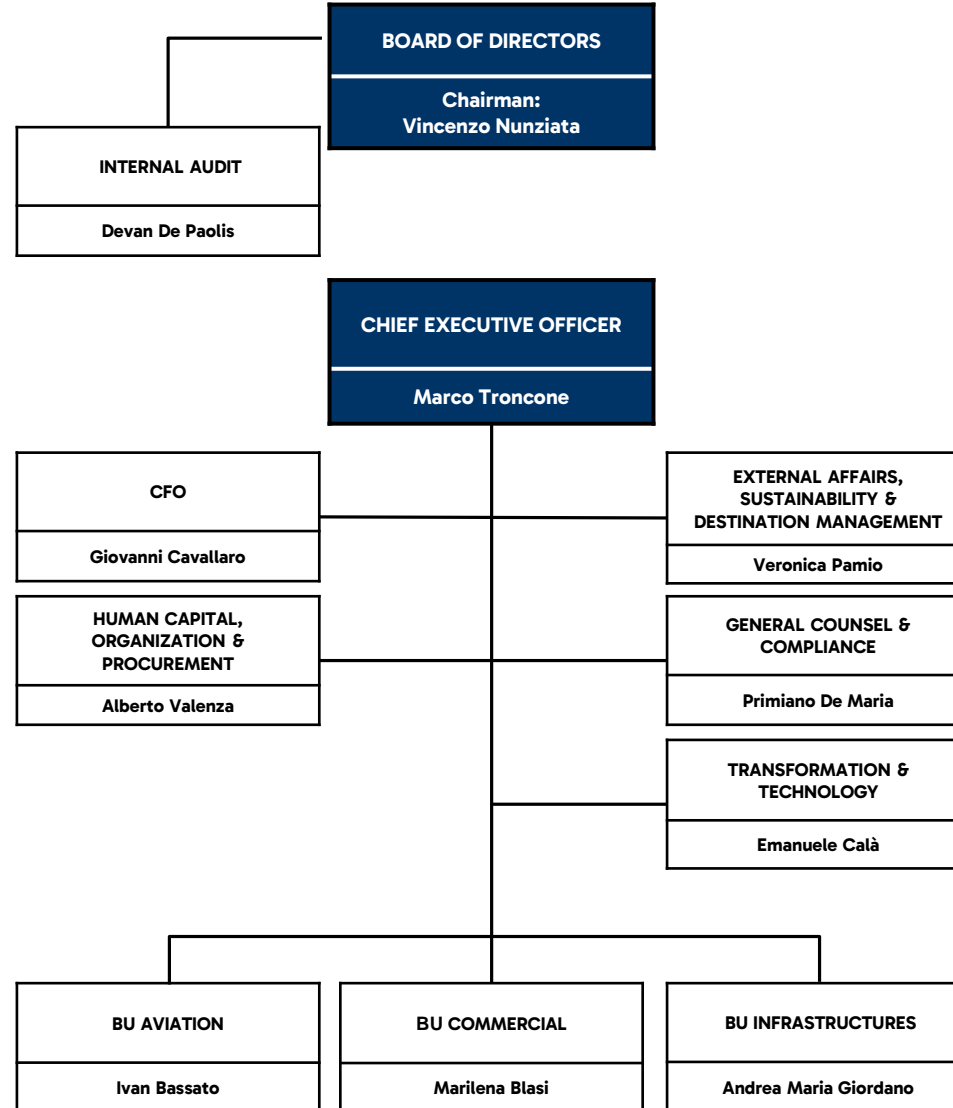 BOARD OF DIRECTORS
Chairman:
Vincenzo Nunziata
INTERNAL AUDIT
Devan De Paolis
CHIEF EXECUTIVE OFFICER
Marco Troncone
CFO
Giovanni Cavallaro
EXTERNAL AFFAIRS,
SUSTAINABILITY &
DESTINATION MANAGEMENT
Veronica Pamio
HUMAN CAPITAL,
ORGANIZATION &
PROCUREMENT
Alberto Valenza
GENERAL COUNSEL &
COMPLIANCE
Primiano De Maria
TRANSFORMATION &
TECHNOLOGY
Emanuele Calà
BU AVIATION
Ivan Bassato
BU COMMERCIAL
Marilena Blasi
BU INFRASTRUCTURES
Andrea Maria Giordano